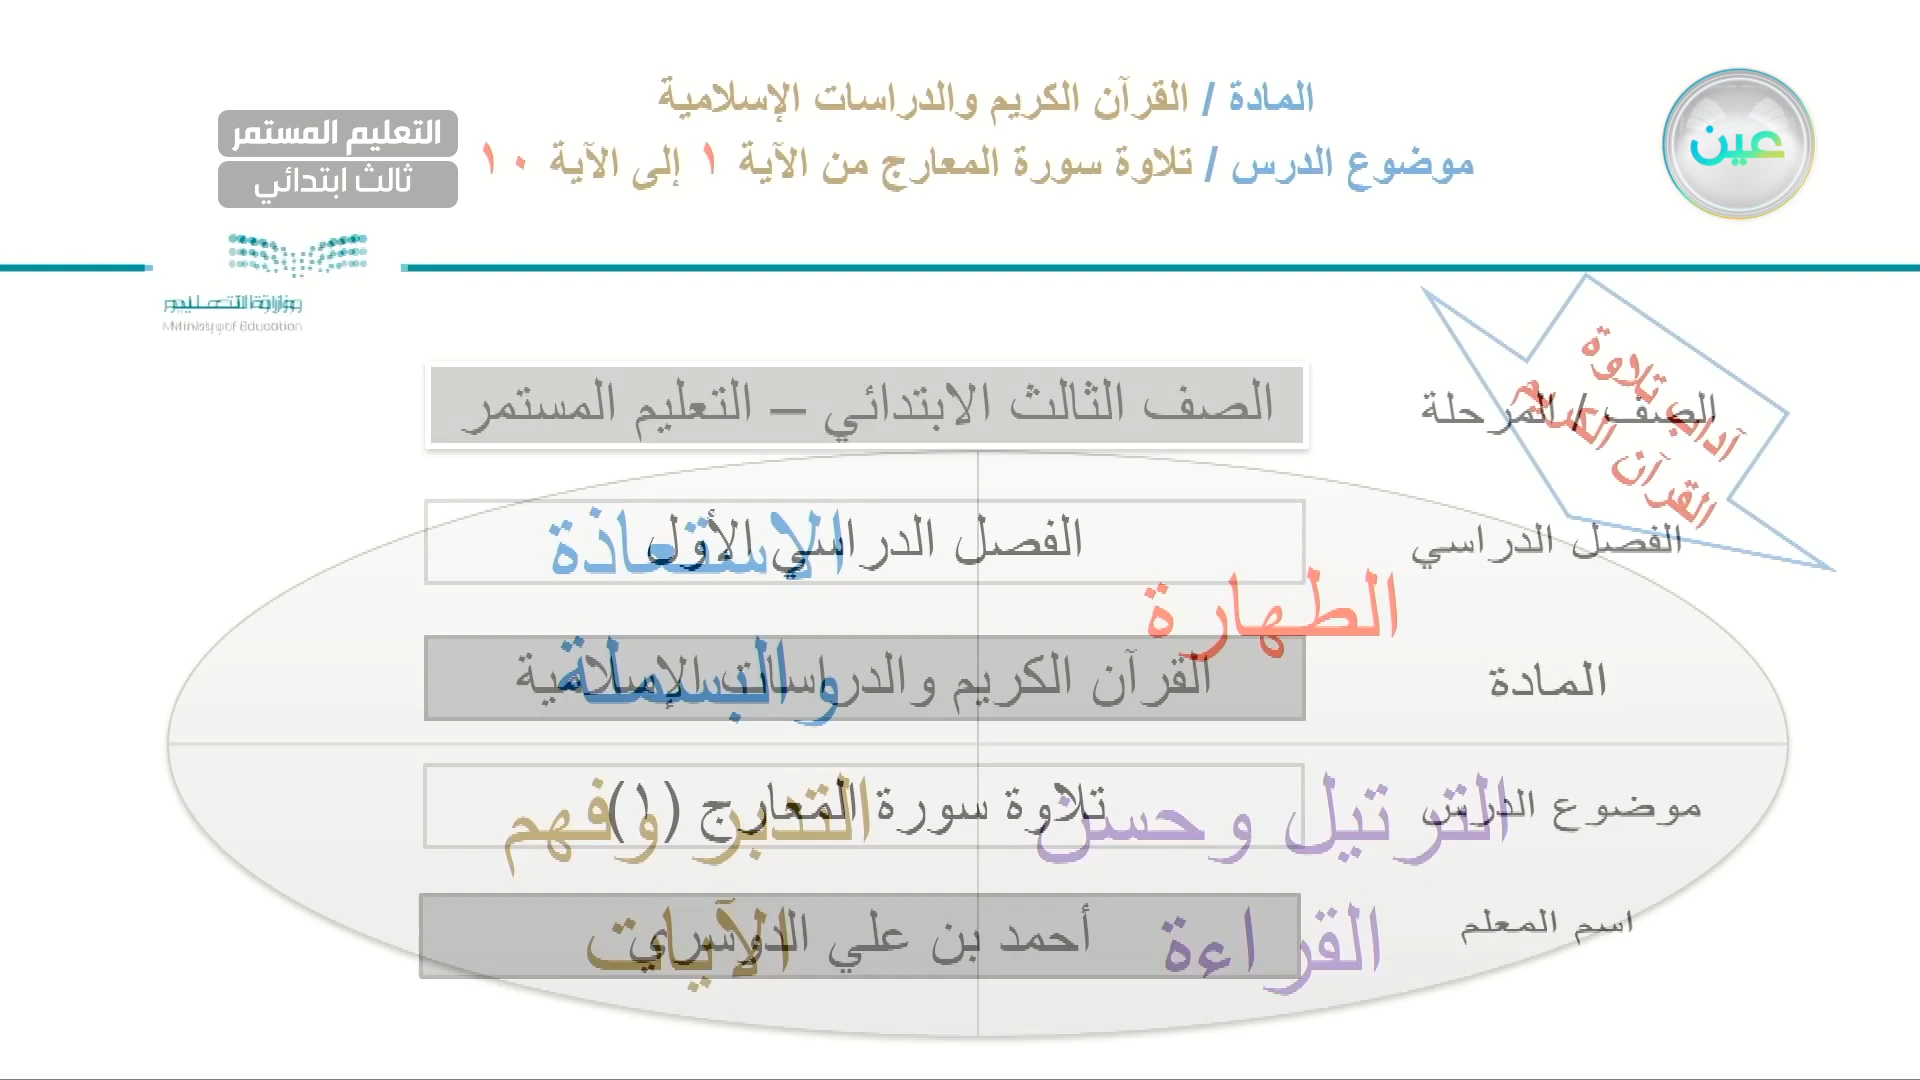 المادة / القرآن الكريم والدراسات الإسلامية
موضوع الدرس / تلاوة سورة المعارج من الآية ١ إلى الآية ١٠
عين
التعليم المستمر
ثالث ابتدائي
وزارة التعليم
Ministry of Education
آداب تلاوة
القرآن الكريم
الصف / المرحلة
الصف الثالث الابتدائي – التعليم المستمر
الفصل الدراسي
الفصل الدراسي الأول
المادة
القرآن الكريم والدراسات الإسلامية
موضوع الدرس
تلاوة سورة المعارج (١)
اسم المعلم
أحمد بن علي الدوسري
الطهارة
الاستعاذة
والبسملة
الترتيل وحسن
القراءة
التدبر وفهم
الآيات